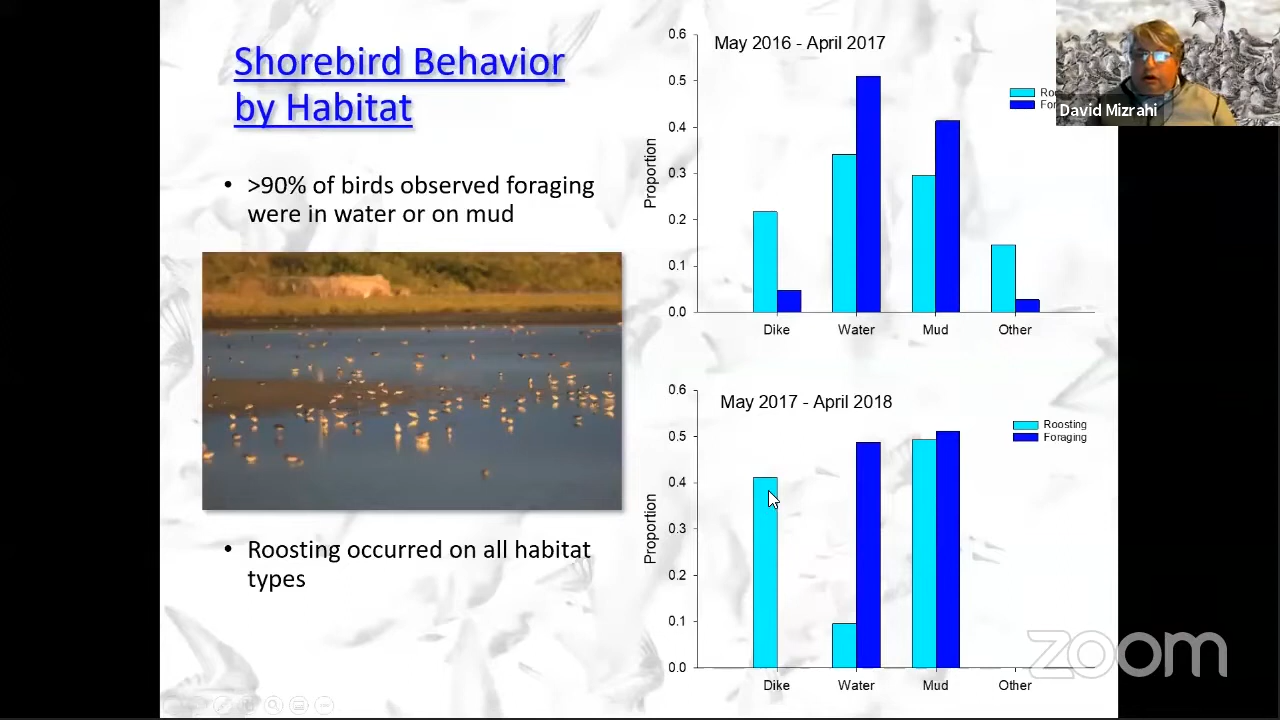 Shorebird Behavior
by Habitat
• >90% of birds observed foraging
were in water or on mud
• Roosting occurred on all habitat
types
May 2016 - April 2017
0.6
0.5
0.4
0.3
0.2
0.1
0.0
Proportion
Dike Water Mud Other
David Mizrahi
May 2017 - April 2018
Roosting
Foraging
0.6
0.5
0.4
0.3
0.2
0.1
0.0
Proportion
Dike Water Mud Other
zoom